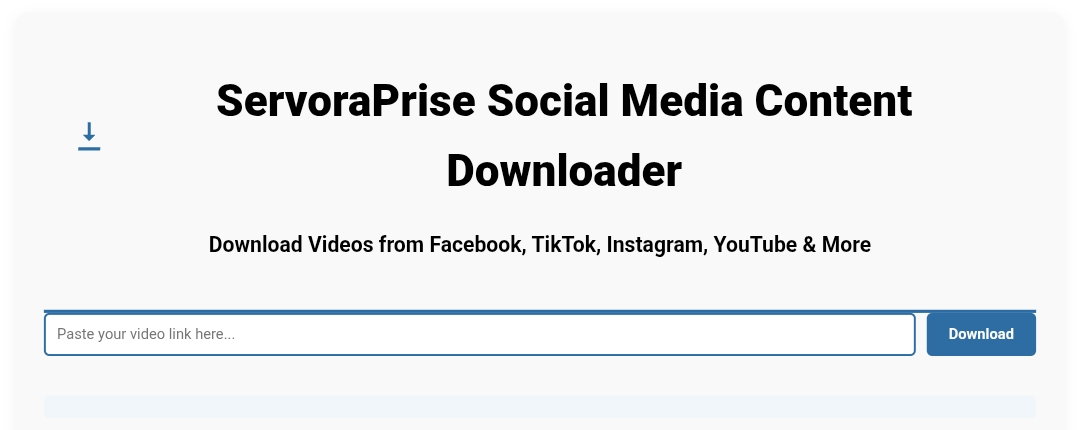 ServoraPrise Social Media Content
Downloader
Download Videos from Facebook, TikTok, Instagram, YouTube & More
Paste your video link here...
Download